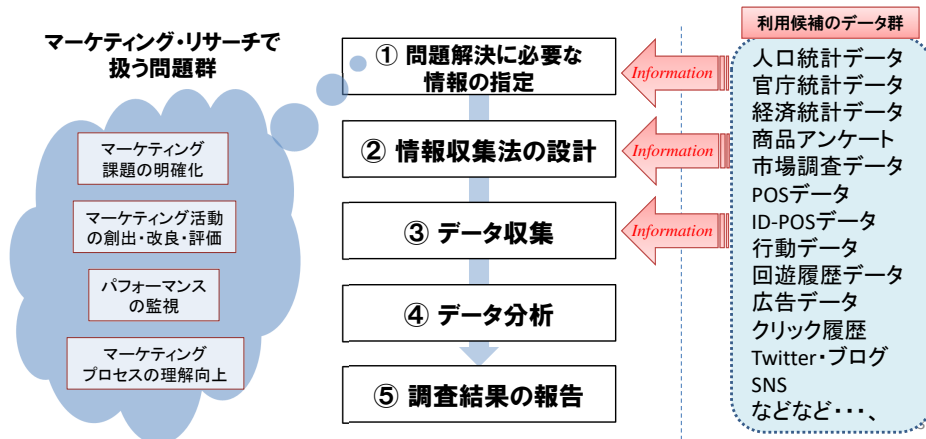 マーケティング・リサーチで
扱う問題群
マーケティング
課題の明確化
マーケティング活動
の創出・改良・評価
パフォーマンス
の監視
マーケティング
プロセスの理解向上
① 問題解決に必要な
情報の指定
② 情報収集法の設計
③ データ収集
④ データ分析
⑤ 調査結果の報告
Information
Information
Information
利用候補のデータ群
人口統計データ
官庁統計データ
経済統計データ
商品アンケート
市場調査データ
POSデータ
ID-POSデータ
行動データ
回遊履歴データ
広告データ
クリック履歴
Twitter・ブログ
SNS
などなど・・・、